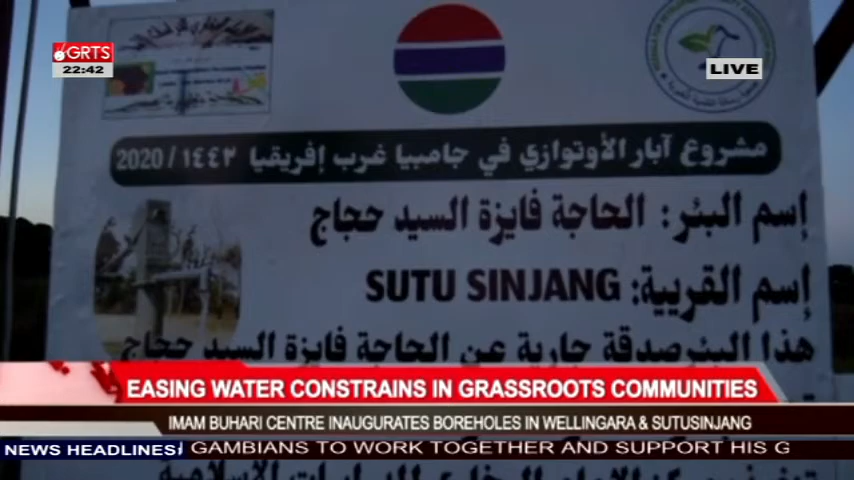 GRTS
22:42
LIVE
مشروع آبار الأوتوازي في جامبيا غرب إفريقيا ١٤٤٢ / 2020
إسم البئر: الحاجة فايزة السيد حجاج
إسم القريية: SUTU SINJANG
هذا البئر صدقة جارية عن الحاجة فايزة السيد حجاج
EASING WATER CONSTRAINS IN GRASSROOTS COMMUNITIES
IMAM BUHARI CENTRE INAUGURATES BOREHOLES IN WELLINGARA & SUTUSINJANG
NEWS HEADLINES
GAMBIANS TO WORK TOGETHER AND SUPPORT HIS G